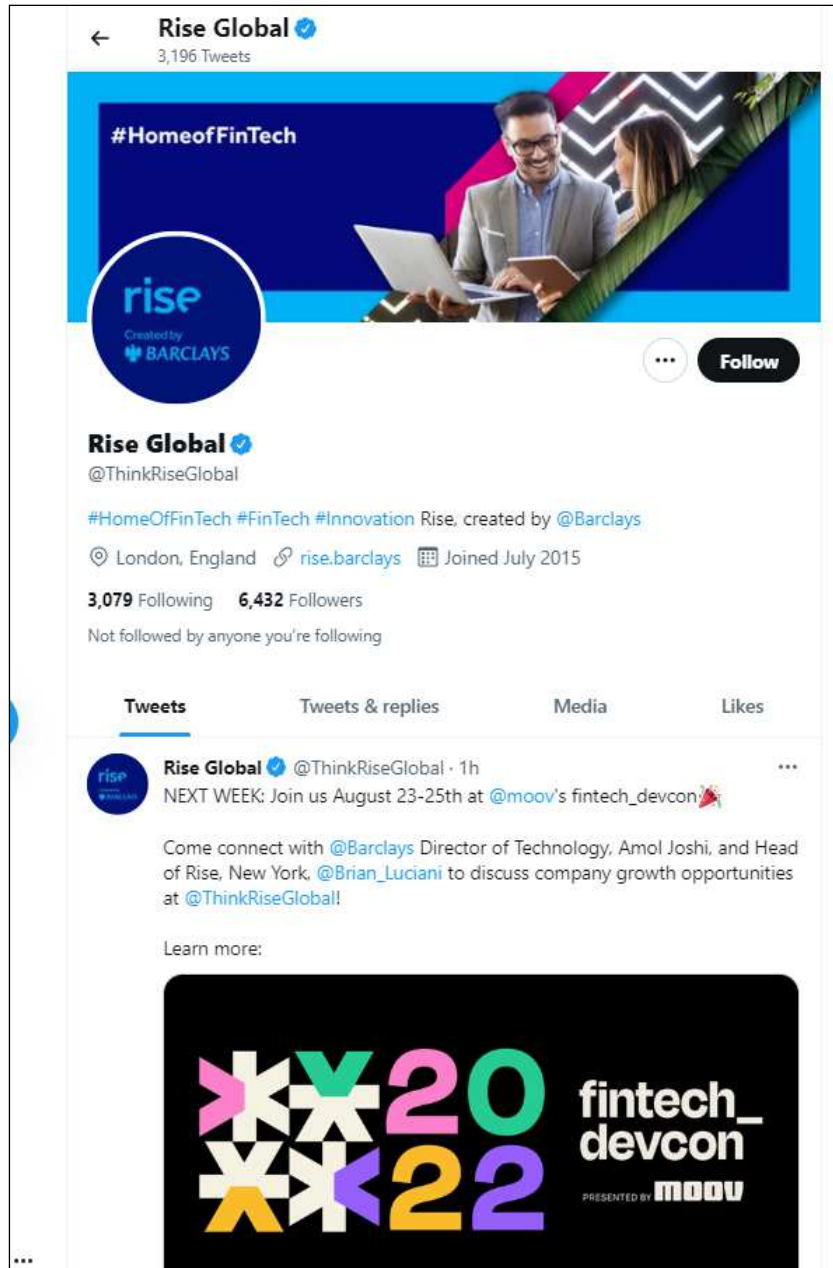 Rise Global
3,196 Tweets
#HomeofFinTech
rise
Created by
BARCLAYS
Follow
Rise Global
@ThinkRiseGlobal
#HomeOfFinTech #FinTech #Innovation Rise, created by @Barclays
London, England rise.barclays Joined July 2015
3,079 Following 6,432 Followers
Not followed by anyone you're following
Tweets Tweets & replies Media Likes
rise
BARCLAYS
Rise Global @ThinkRiseGlobal · 1h
NEXT WEEK: Join us August 23-25th at @moov's fintech_devcon🎉
Come connect with @Barclays Director of Technology, Amol Joshi, and Head
of Rise, New York, @Brian_Luciani to discuss company growth opportunities
at @ThinkRiseGlobal!
Learn more:
20
22
fintech_
devcon
PRESENTED BY moov